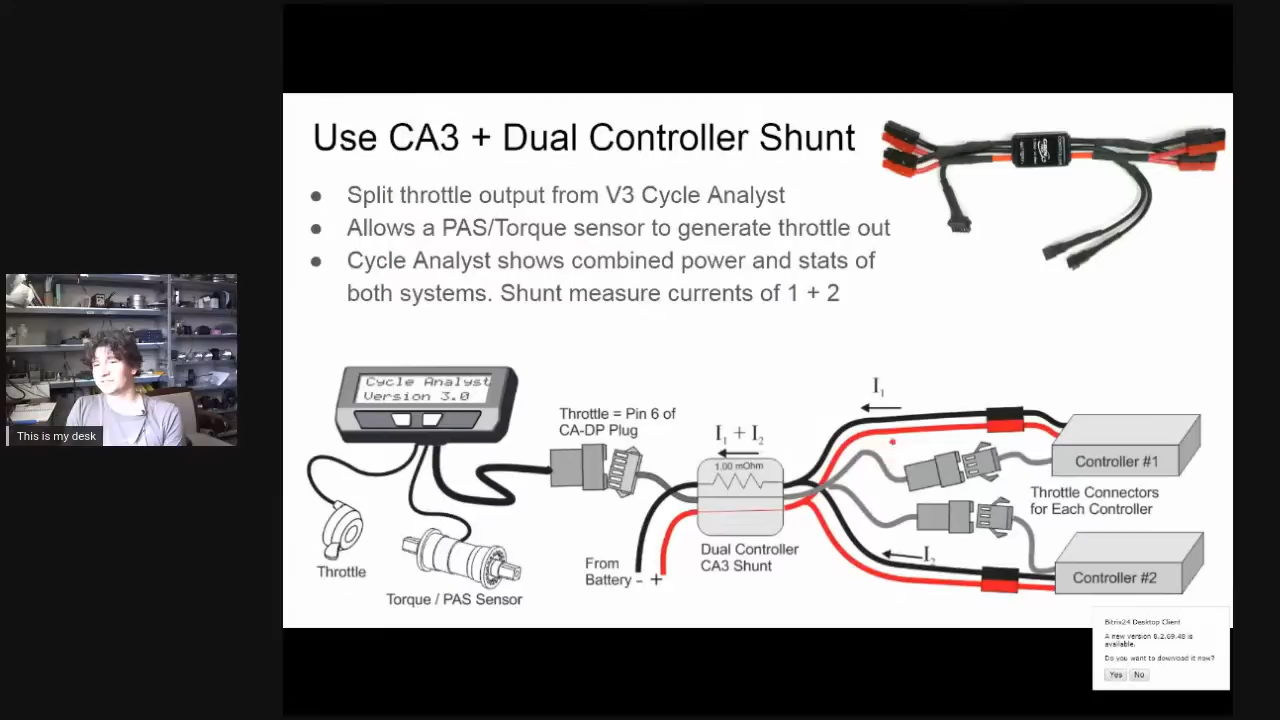 Use CA3 + Dual Controller Shunt
● Split throttle output from V3 Cycle Analyst
● Allows a PAS/Torque sensor to generate throttle out
● Cycle Analyst shows combined power and stats of
both systems. Shunt measure currents of 1 + 2
This is my desk
Cycle Analyst
Version 3.0
Throttle = Pin 6 of
CA-DP Plug
I₁
I₁ + I₂
1.00 mOhm
Controller #1
Throttle Connectors
for Each Controller
I₂
Dual Controller
CA3 Shunt
From
Battery - +
Throttle
Torque / PAS Sensor
Controller #2
Bitrix24 Desktop Client
A new version 8.2.69.48 is
available.
Do you want to download it now?
Yes No